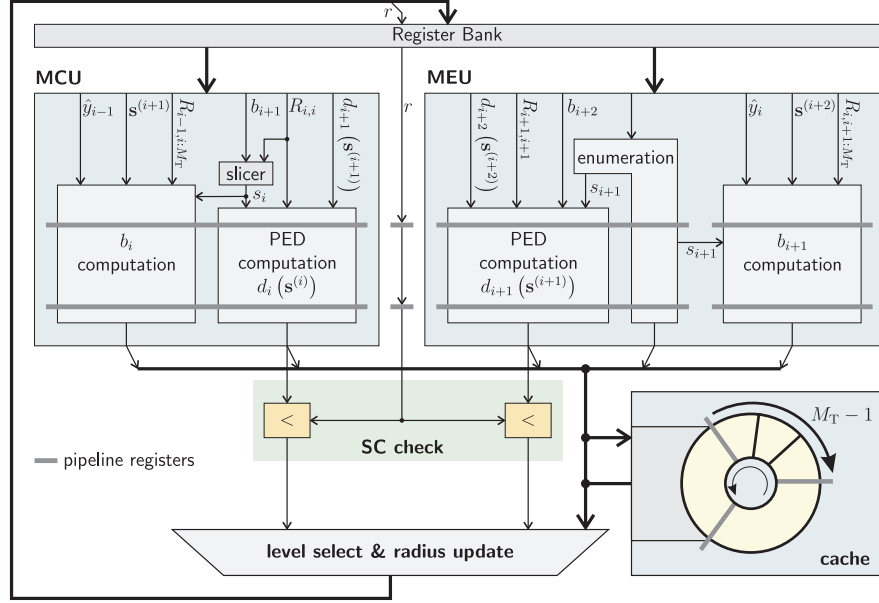 r
Register Bank
MCU
MEU
ŷ_{i−1} s^{(i+1)} R_{i−1,i:M_T} b_{i+1} R_{i,i} d_{i+1}(s^{(i+1)})
r
d_{i+2}(s^{(i+2)}) R_{i+1,i+1} b_{i+2} ŷ_i s^{(i+2)} R_{i,i+1:M_T}
slicer
enumeration
s_i
s_{i+1}
b_i
computation
PED
computation
d_i(s^{(i)})
PED
computation
d_{i+1}(s^{(i+1)})
s_{i+1}
b_{i+1}
computation
<
<
SC check
M_T − 1
pipeline registers
level select & radius update
cache